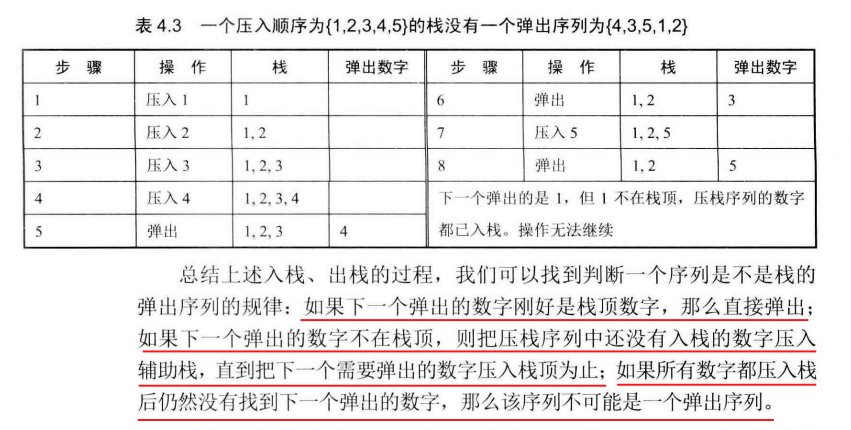 表 4.3 一个压入顺序为{1,2,3,4,5}的栈没有一个弹出序列为{4,3,5,1,2}
步 骤 操 作 栈 弹出数字 步 骤 操 作 栈 弹出数字
1 压入 1 1 6 弹出 1, 2 3
2 压入 2 1, 2 7 压入 5 1, 2, 5
3 压入 3 1, 2, 3 8 弹出 1, 2 5
4 压入 4 1, 2, 3, 4 下一个弹出的是 1，但 1 不在栈顶，压栈序列的数字
5 弹出 1, 2, 3 4 都已入栈。操作无法继续
总结上述入栈、出栈的过程，我们可以找到判断一个序列是不是栈的
弹出序列的规律：如果下一个弹出的数字刚好是栈顶数字，那么直接弹出；
如果下一个弹出的数字不在栈顶，则把压栈序列中还没有入栈的数字压入
辅助栈，直到把下一个需要弹出的数字压入栈顶为止；如果所有数字都压入栈
后仍然没有找到下一个弹出的数字，那么该序列不可能是一个弹出序列。